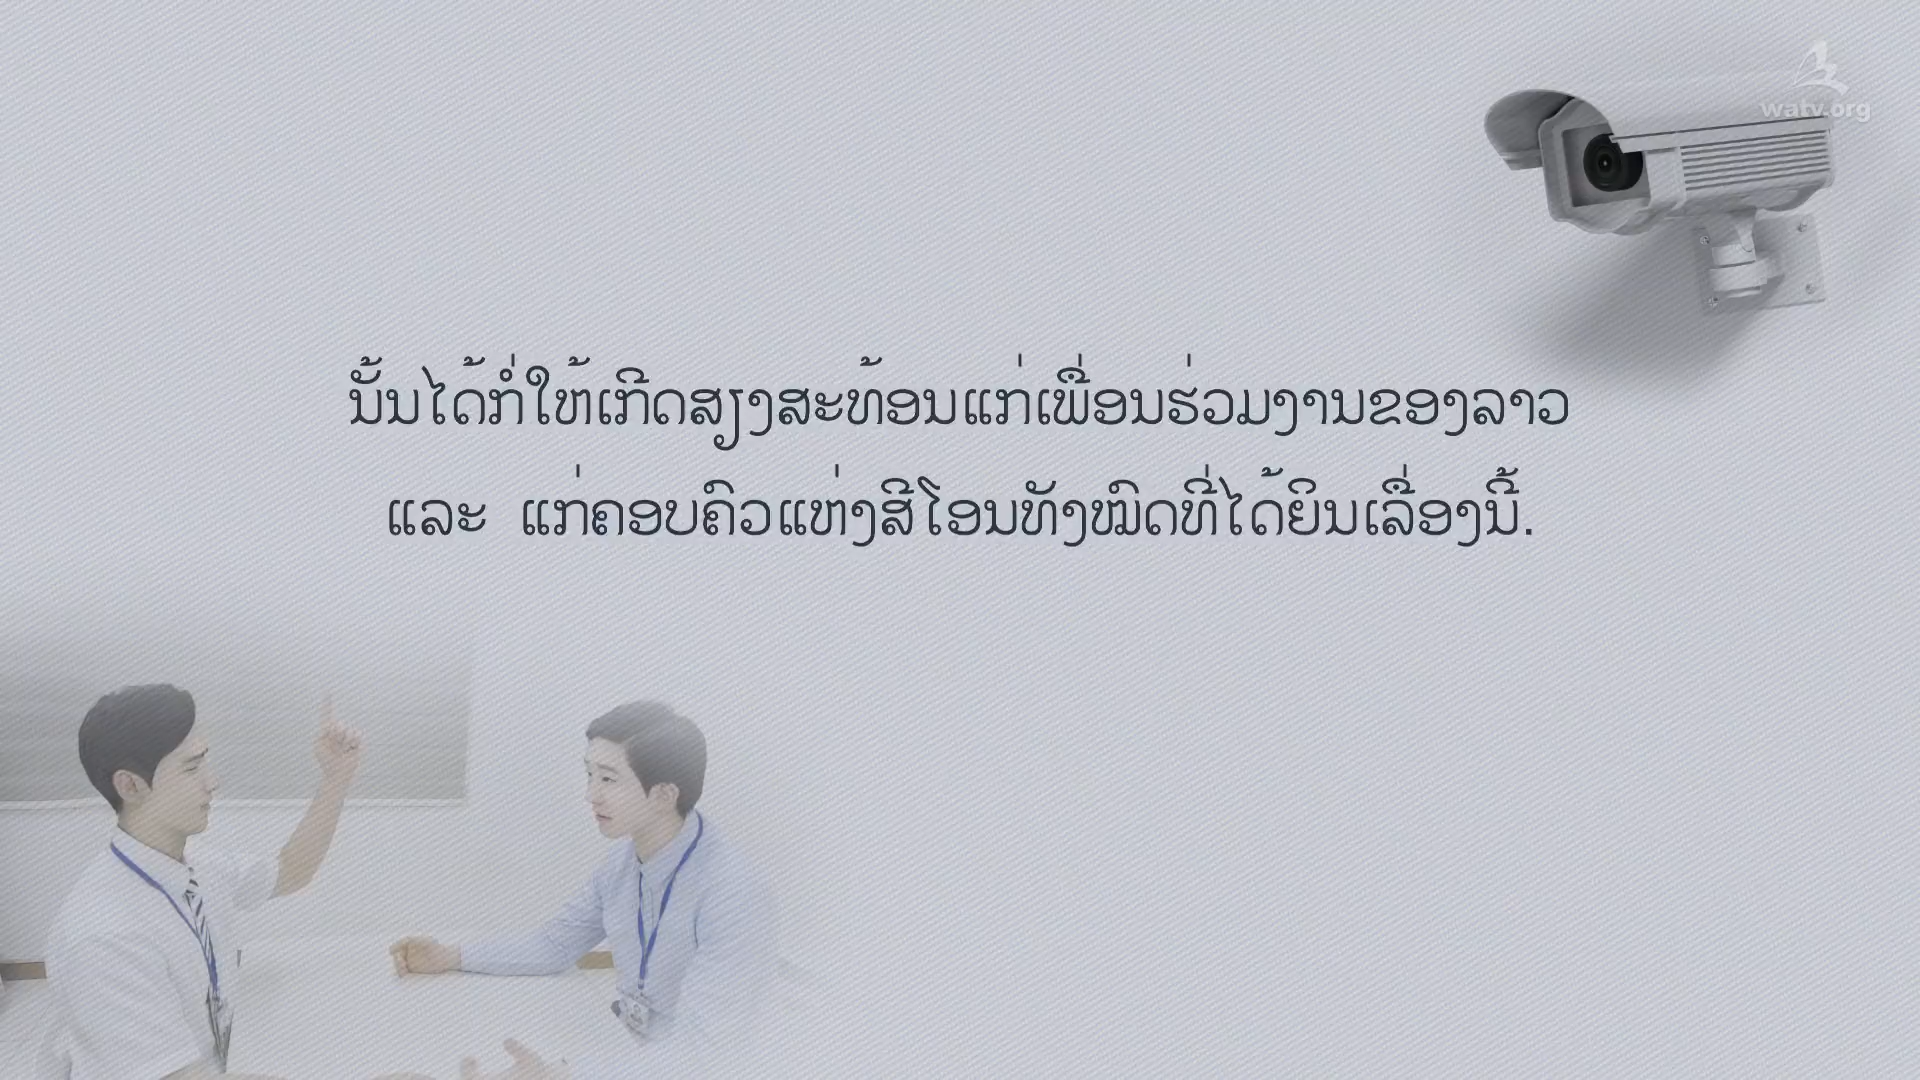 watv.org
ນັ້ນໄດ້ກໍ່ໃຫ້ເກີດສຽງສະທ້ອນແກ່ເພື່ອນຮ່ວມງານຂອງລາວ
ແລະ ແກ່ຄອບຄົວແຫ່ງສີໂອນທັງໝົດທີ່ໄດ້ຍິນເລື່ອງນີ້.